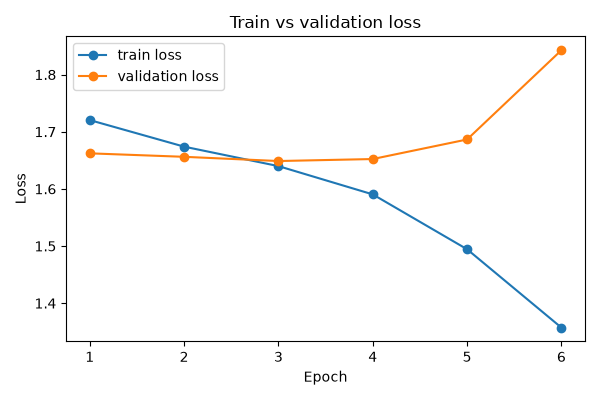 Train vs validation loss
train loss
validation loss
1.8
1.7
1.6
1.5
1.4
Loss
1 2 3 4 5 6
Epoch